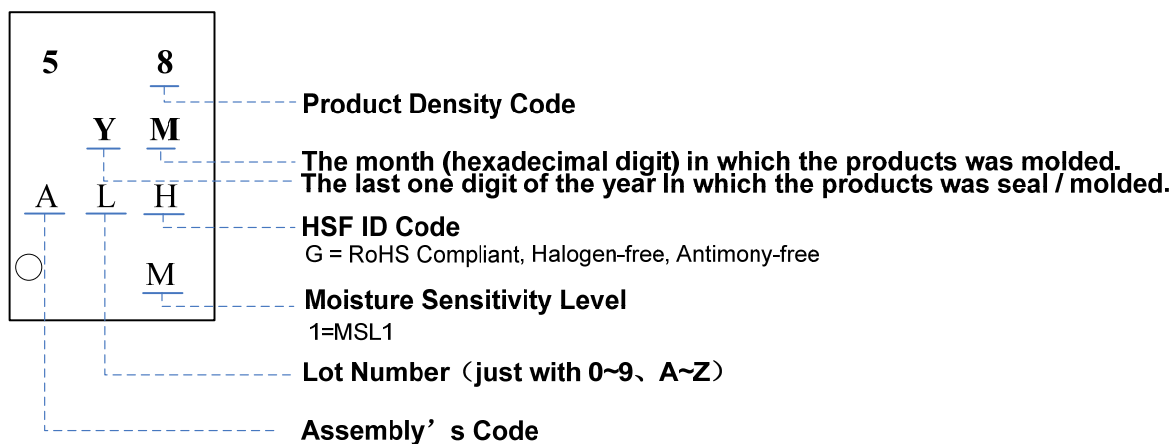 5 8
Product Density Code
Y M
The month (hexadecimal digit) in which the products was molded.
The last one digit of the year In which the products was seal / molded.
A L H
HSF ID Code
G = RoHS Compliant, Halogen-free, Antimony-free
M
Moisture Sensitivity Level
1=MSL1
Lot Number（just with 0~9、A~Z）
Assembly’s Code